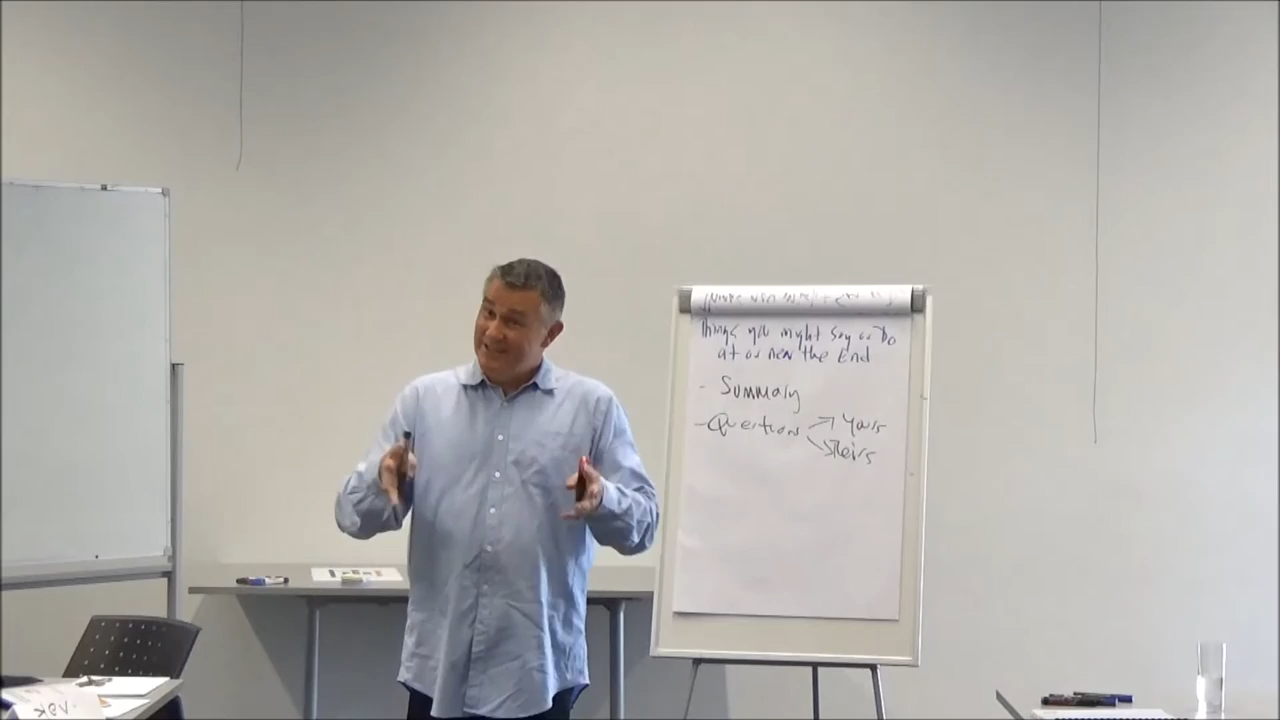 Things you might say or Do
at or near the End
- Summary
- Questions → Yours
↘ Theirs